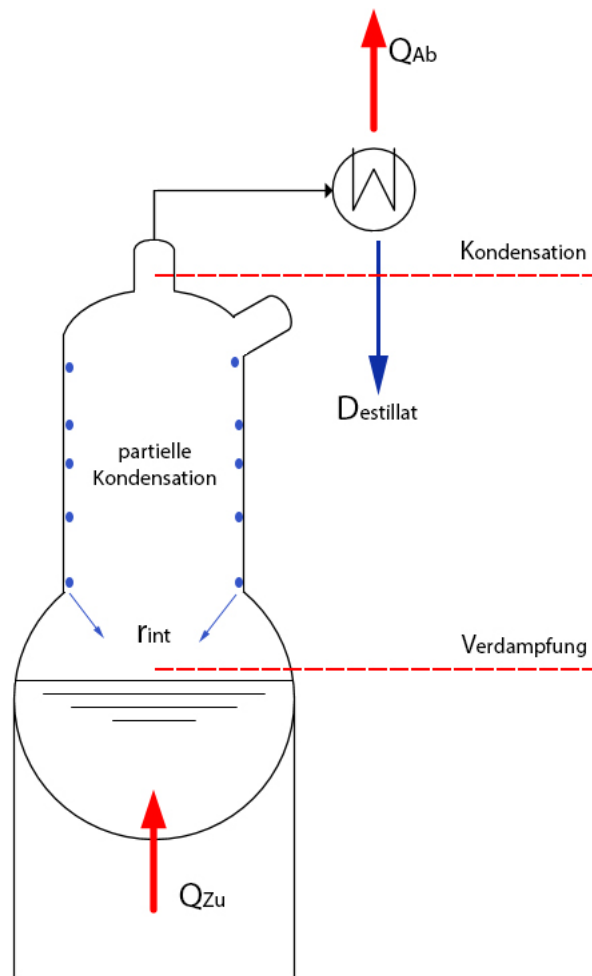 QAb
Kondensation
Destillat
partielle
Kondensation
rint
Verdampfung
QZu